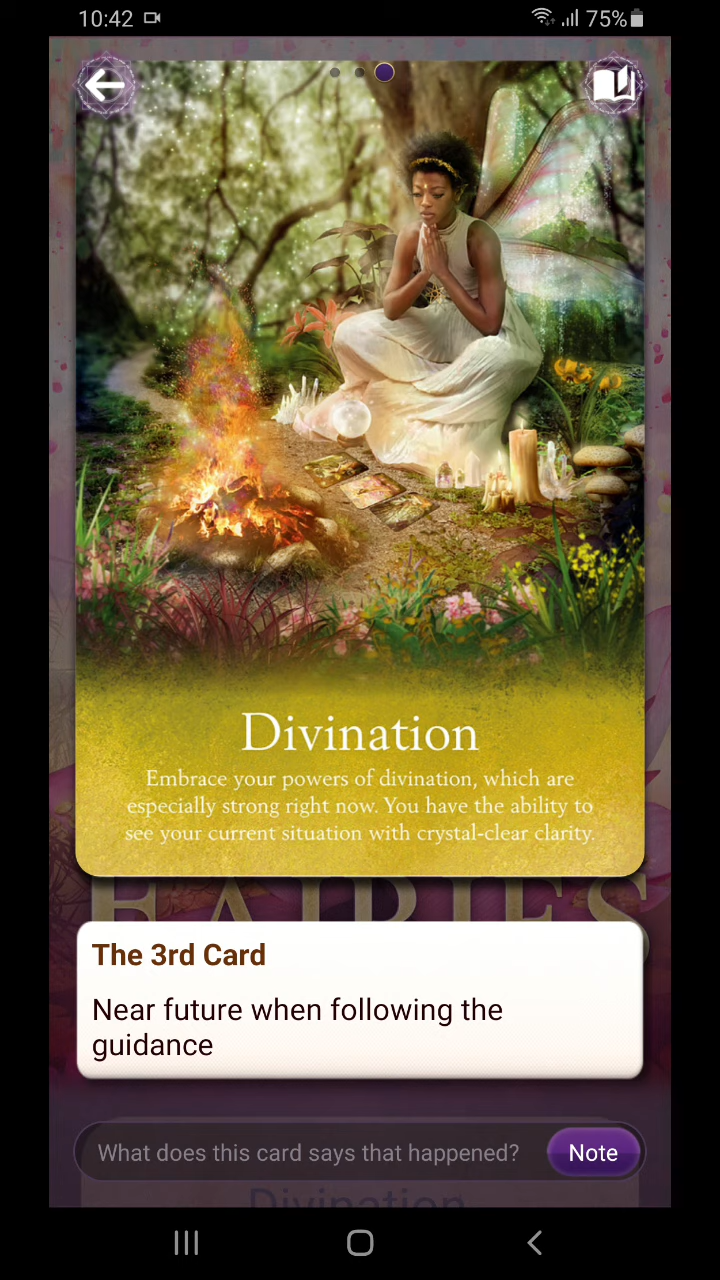 10:42
75%
Divination
Embrace your powers of divination, which are
especially strong right now. You have the ability to
see your current situation with crystal-clear clarity.
FAIRIES
The 3rd Card
Near future when following the
guidance
What does this card says that happened?
Note
Divination